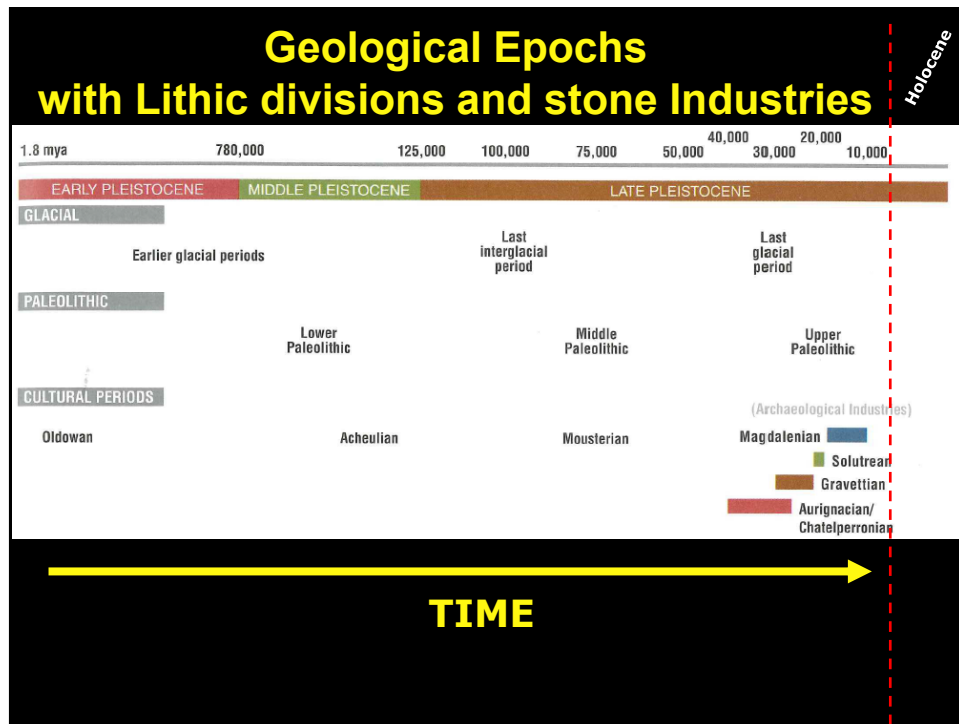 Geological Epochs
with Lithic divisions and stone Industries
Holocene
1.8 mya 780,000 125,000 100,000 75,000 50,000 40,000 30,000 20,000 10,000
EARLY PLEISTOCENE MIDDLE PLEISTOCENE LATE PLEISTOCENE
GLACIAL
Earlier glacial periods
Last
interglacial
period
Last
glacial
period
PALEOLITHIC
Lower
Paleolithic
Middle
Paleolithic
Upper
Paleolithic
CULTURAL PERIODS
(Archaeological Industries)
Oldowan Acheulian Mousterian Magdalenian
Solutrean
Gravettian
Aurignacian/
Chatelperronian
TIME